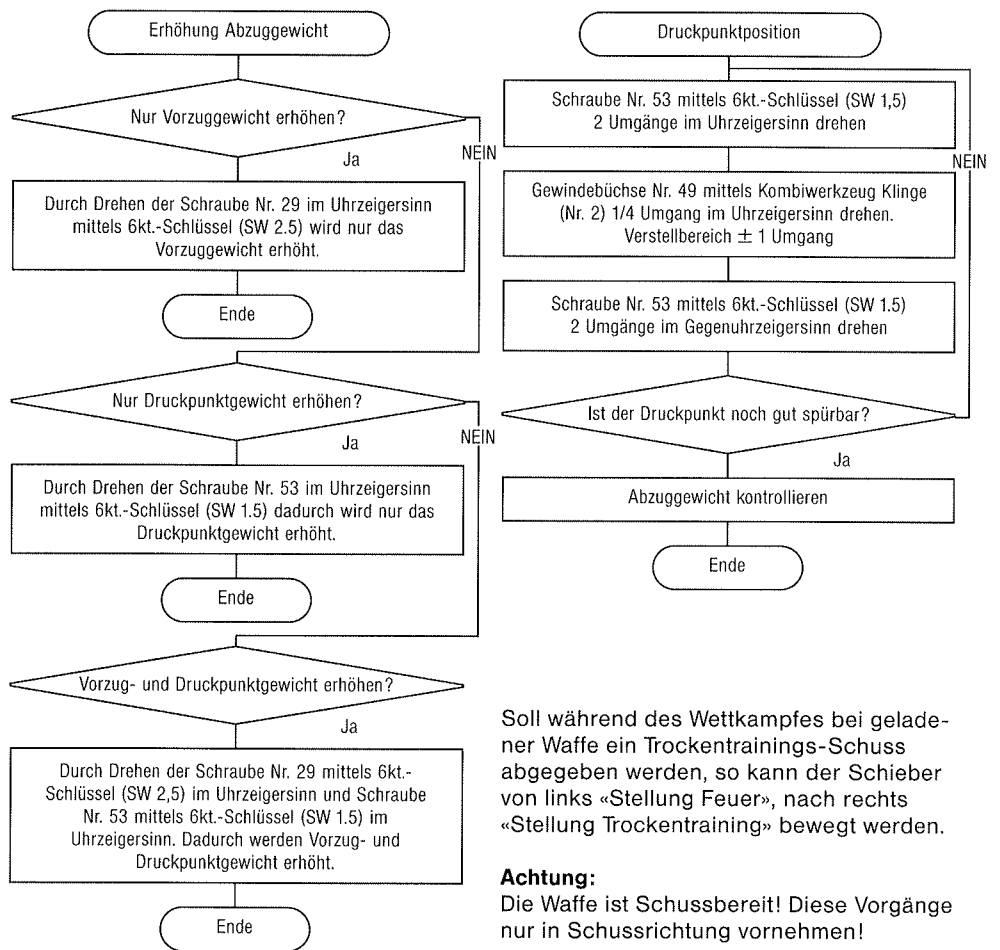 Erhöhung Abzuggewicht
Nur Vorzuggewicht erhöhen?
Ja
NEIN
Durch Drehen der Schraube Nr. 29 im Uhrzeigersinn
mittels 6kt.-Schlüssel (SW 2.5) wird nur das
Vorzuggewicht erhöht.
Ende
Nur Druckpunktgewicht erhöhen?
Ja
NEIN
Durch Drehen der Schraube Nr. 53 im Uhrzeigersinn
mittels 6kt.-Schlüssel (SW 1.5) dadurch wird nur das
Druckpunktgewicht erhöht.
Ende
Vorzug- und Druckpunktgewicht erhöhen?
Ja
Durch Drehen der Schraube Nr. 29 mittels 6kt.-
Schlüssel (SW 2,5) im Uhrzeigersinn und Schraube
Nr. 53 mittels 6kt.-Schlüssel (SW 1.5) im
Uhrzeigersinn. Dadurch werden Vorzug- und
Druckpunktgewicht erhöht.
Ende
Druckpunktposition
Schraube Nr. 53 mittels 6kt.-Schlüssel (SW 1,5)
2 Umgänge im Uhrzeigersinn drehen
NEIN
Gewindebüchse Nr. 49 mittels Kombiwerkzeug Klinge
(Nr. 2) 1/4 Umgang im Uhrzeigersinn drehen.
Verstellbereich ± 1 Umgang
Schraube Nr. 53 mittels 6kt.-Schlüssel (SW 1.5)
2 Umgänge im Gegenuhrzeigersinn drehen
Ist der Druckpunkt noch gut spürbar?
Ja
Abzuggewicht kontrollieren
Ende
Soll während des Wettkampfes bei gelade-
ner Waffe ein Trockentrainings-Schuss
abgegeben werden, so kann der Schieber
von links «Stellung Feuer», nach rechts
«Stellung Trockentraining» bewegt werden.
Achtung:
Die Waffe ist Schussbereit! Diese Vorgänge
nur in Schussrichtung vornehmen!